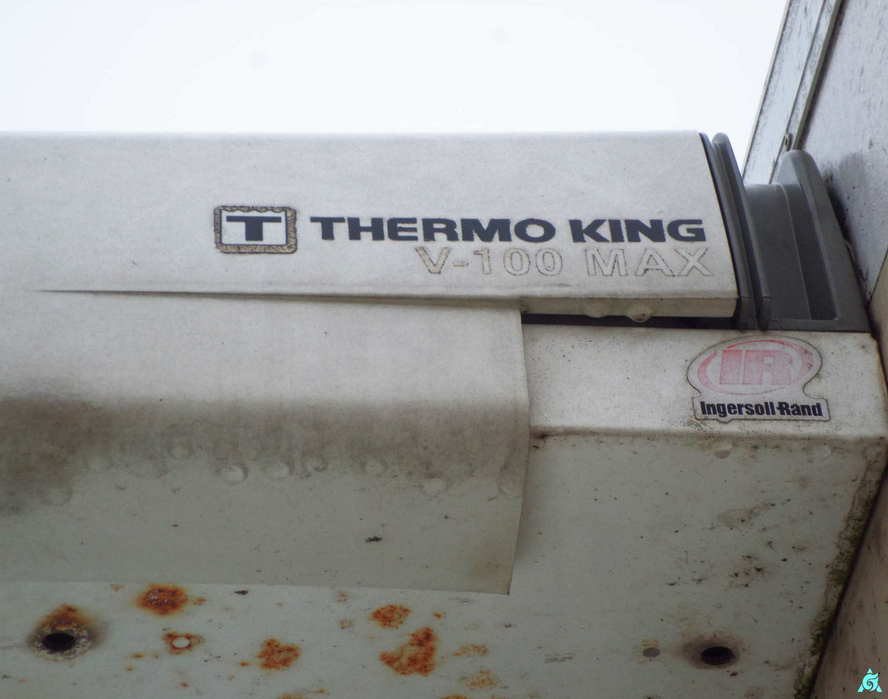 T THERMO KING
V-100 MAX
IR
Ingersoll-Rand